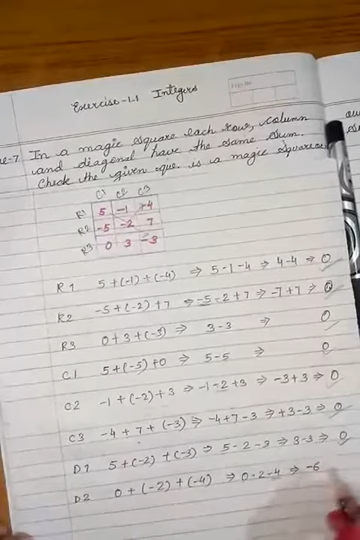 Exercise-1.1 Integers
In a magic square each row, column
and diagonal have the same sum.
Check the given que. is a magic square
C1 C2 C3
R1 5 -1 -4
R2 -5 -2 7
R3 0 3 -3
R1 5+(-1)+(-4) ⇒ 5-1-4 ⇒ 4-4 ⇒ 0
R2 -5+(-2)+7 ⇒ -5-2+7 ⇒ -7+7 ⇒ 0
R3 0+3+(-3) ⇒ 3-3 ⇒ 0
C1 5+(-5)+0 ⇒ 5-5 ⇒ 0
C2 -1+(-2)+3 ⇒ -1-2+3 ⇒ -3+3 ⇒ 0
C3 -4+7+(-3) ⇒ -4+7-3 ⇒ +3-3 ⇒ 0
D1 5+(-2)+(-3) ⇒ 5-2-3 ⇒ 3-3 ⇒ 0
D2 0+(-2)+(-4) ⇒ 0-2-4 ⇒ -6